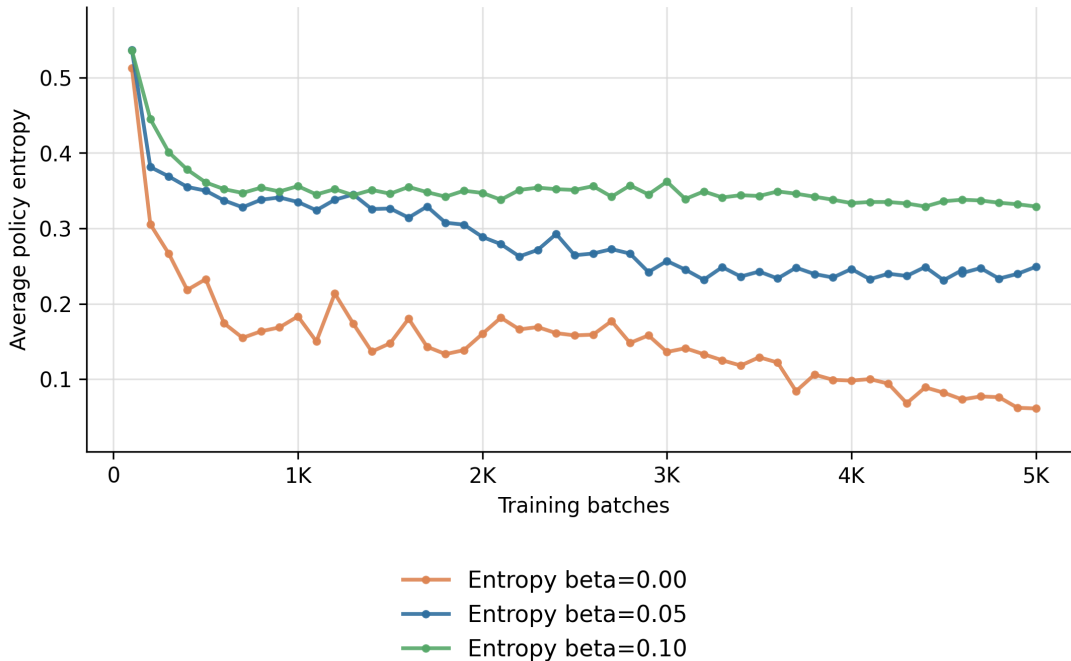 0.5
0.4
0.3
0.2
0.1
Average policy entropy
0 1K 2K 3K 4K 5K
Training batches
Entropy beta=0.00
Entropy beta=0.05
Entropy beta=0.10